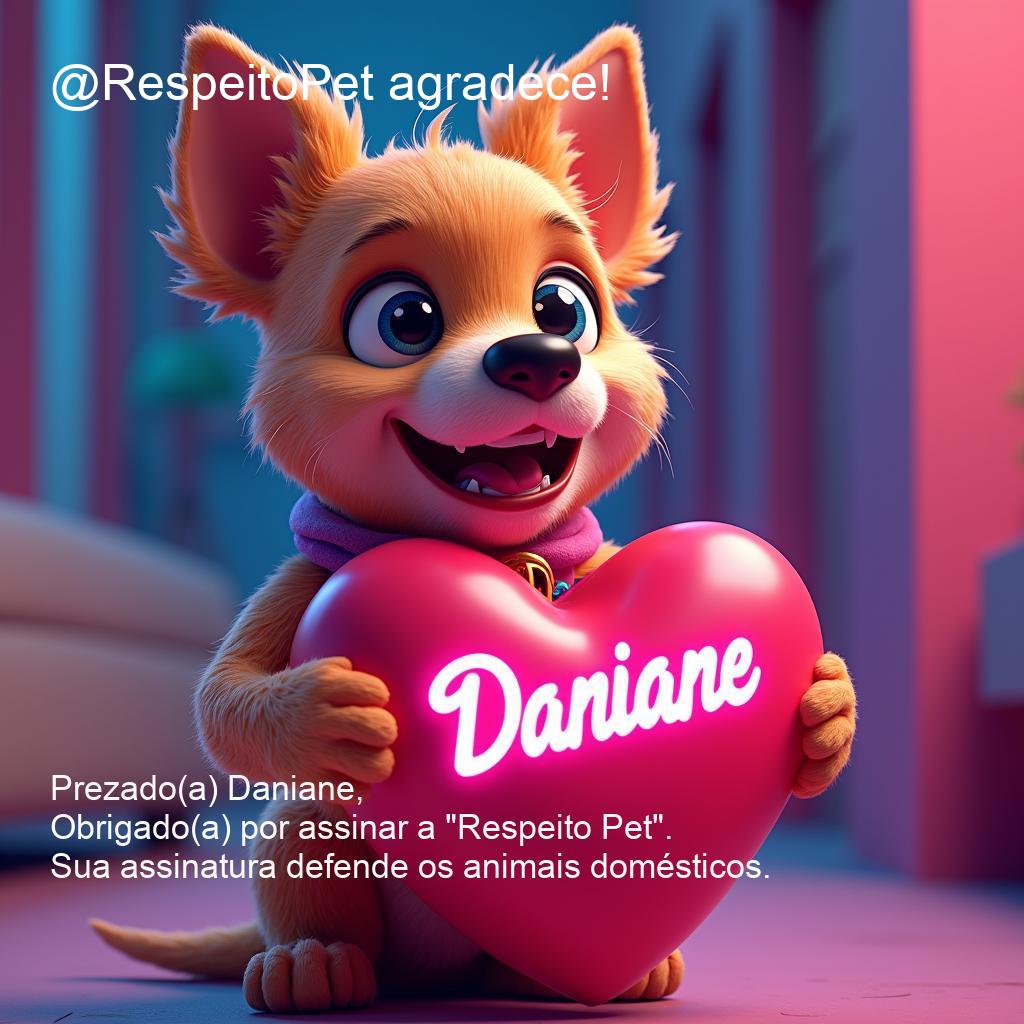 @RespeitoPet agradece!
Daniane
Prezado(a) Daniane,
Obrigado(a) por assinar a "Respeito Pet".
Sua assinatura defende os animais domésticos.